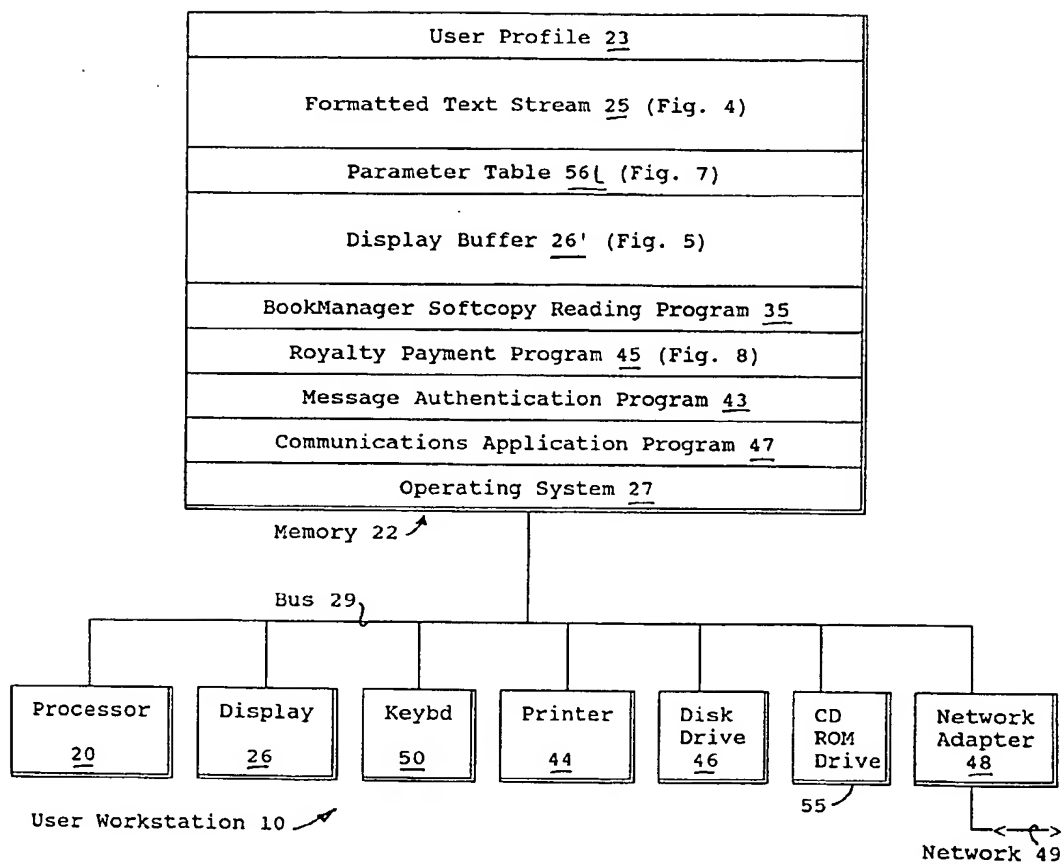 User Profile 23
Formatted Text Stream 25 (Fig. 4)
Parameter Table 56L (Fig. 7)
Display Buffer 26' (Fig. 5)
BookManager Softcopy Reading Program 35
Royalty Payment Program 45 (Fig. 8)
Message Authentication Program 43
Communications Application Program 47
Operating System 27
Memory 22
Bus 29
Processor
20
Display
26
Keybd
50
Printer
44
Disk
Drive
46
CD
ROM
Drive
55
Network
Adapter
48
User Workstation 10
Network 49